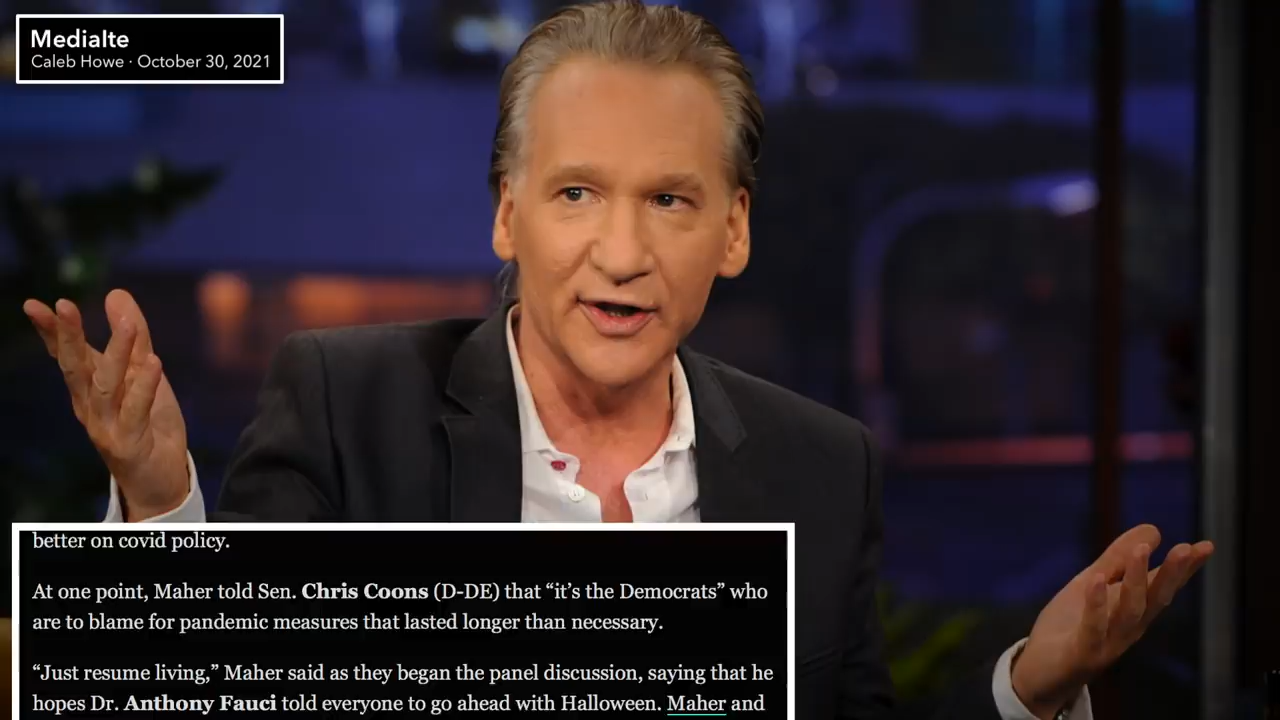 MedialteCaleb Howe · October 30, 2021
better on covid policy.
At one point, Maher told Sen. Chris Coons (D-DE) that “it’s the Democrats” who
are to blame for pandemic measures that lasted longer than necessary.
“Just resume living,” Maher said as they began the panel discussion, saying that he
hopes Dr. Anthony Fauci told everyone to go ahead with Halloween. Maher and